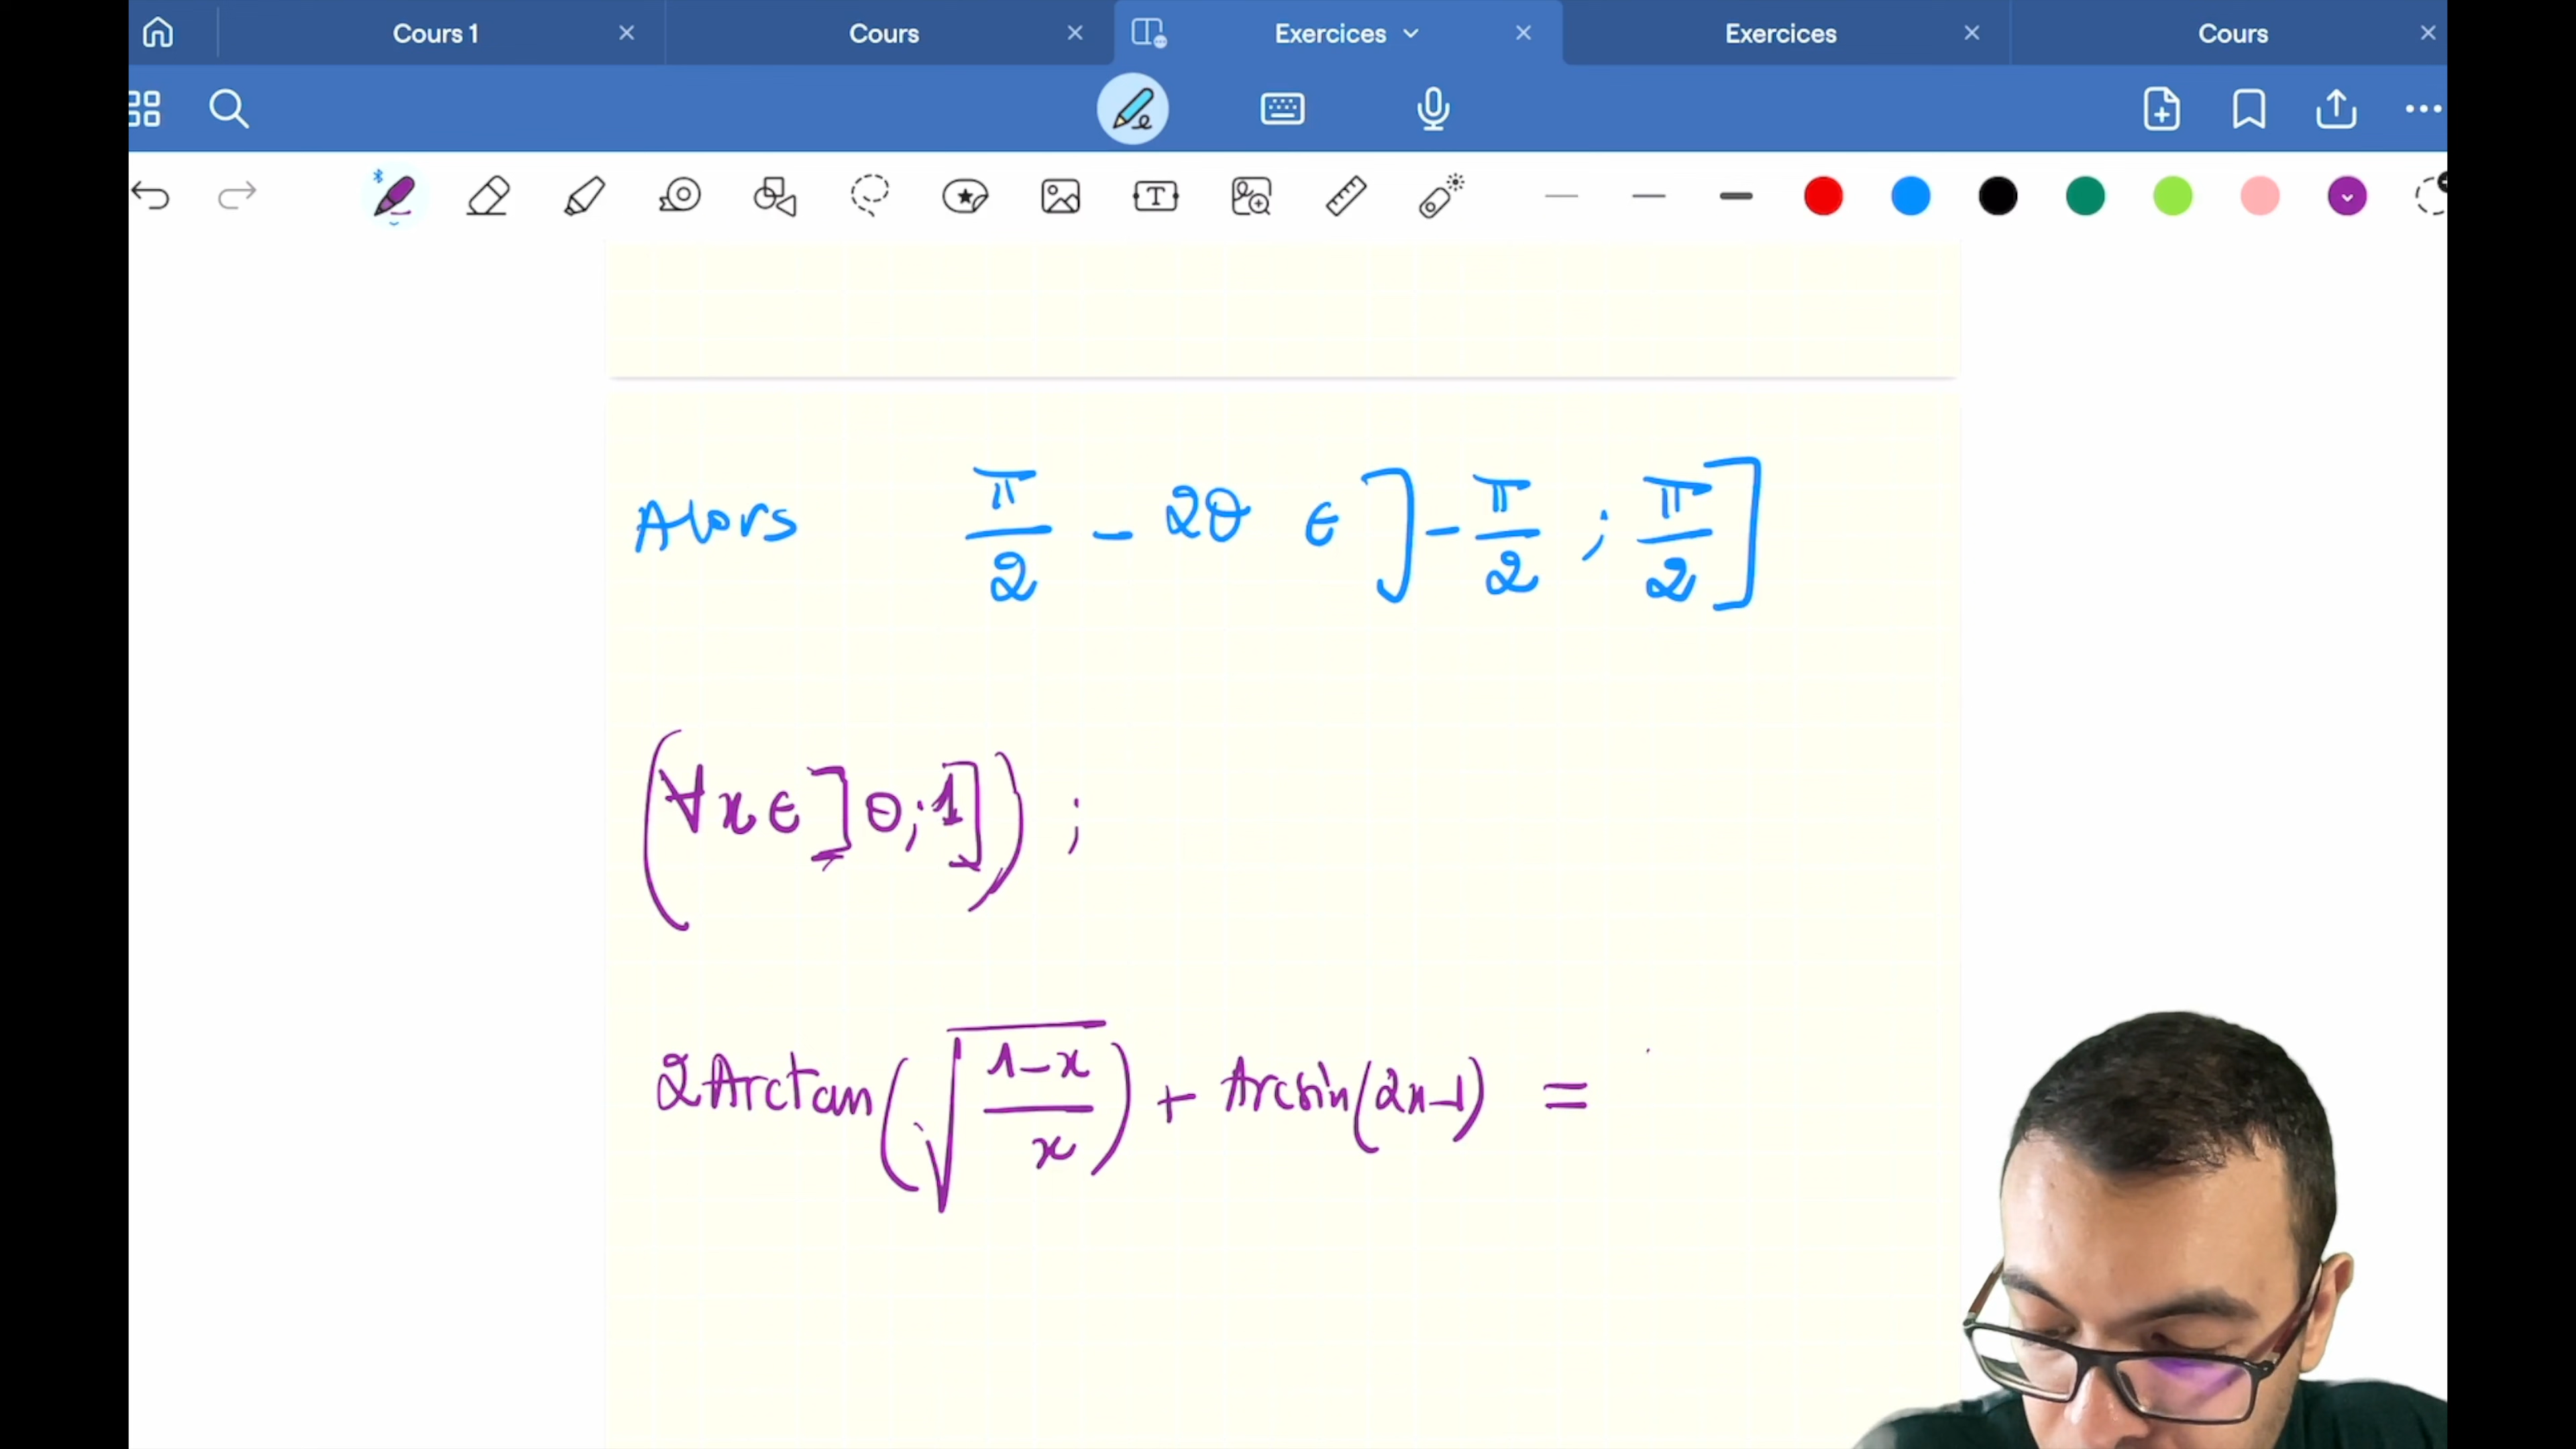 Cours 1 Cours Exercices Exercices Cours
Alors π/2 - 2θ ∈ ]-π/2 ; π/2]
(∀x ∈ ]0;1]) ;
2Arctan(√((1-x)/x)) + Arcsin(2x-1) =